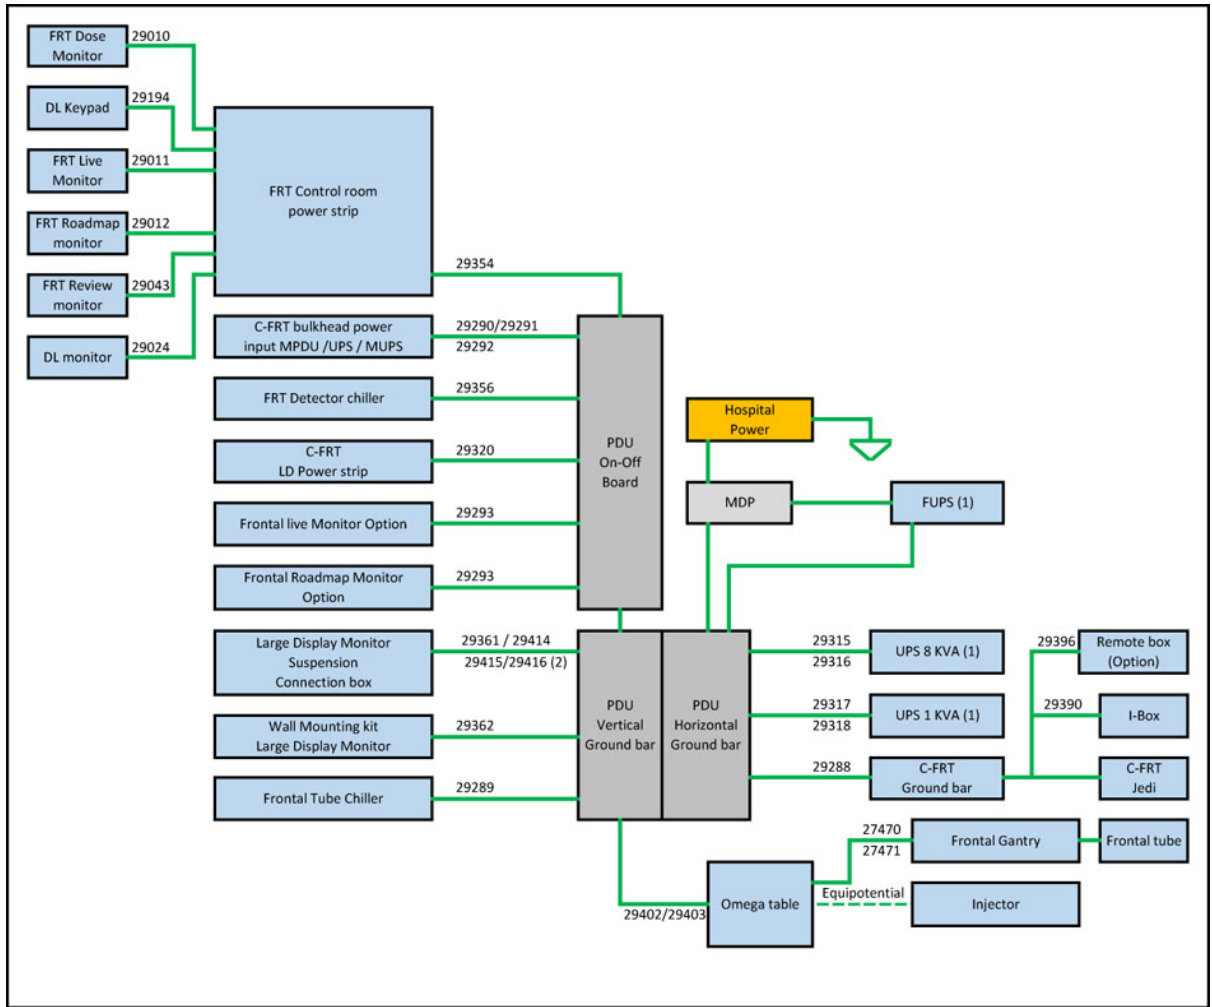 FRT Dose
Monitor
29010
DL Keypad
29194
FRT Live
Monitor
29011
FRT Roadmap
monitor
29012
FRT Review
monitor
29043
DL monitor
29024
FRT Control room
power strip
29354
C-FRT bulkhead power
input MPDU /UPS / MUPS
29290/29291
29292
FRT Detector chiller
29356
C-FRT
LD Power strip
29320
Frontal live Monitor Option
29293
Frontal Roadmap Monitor
Option
29293
PDU
On-Off
Board
Hospital
Power
MDP
FUPS (1)
Large Display Monitor
Suspension
Connection box
29361 / 29414
29415/29416 (2)
Wall Mounting kit
Large Display Monitor
29362
Frontal Tube Chiller
29289
PDU
Vertical
Ground bar
PDU
Horizontal
Ground bar
29315
29316
UPS 8 KVA (1)
29317
29318
UPS 1 KVA (1)
29288
C-FRT
Ground bar
29396
Remote box
(Option)
29390
I-Box
C-FRT
Jedi
29402/29403
Omega table
27470
27471
Frontal Gantry
Frontal tube
Equipotential
Injector